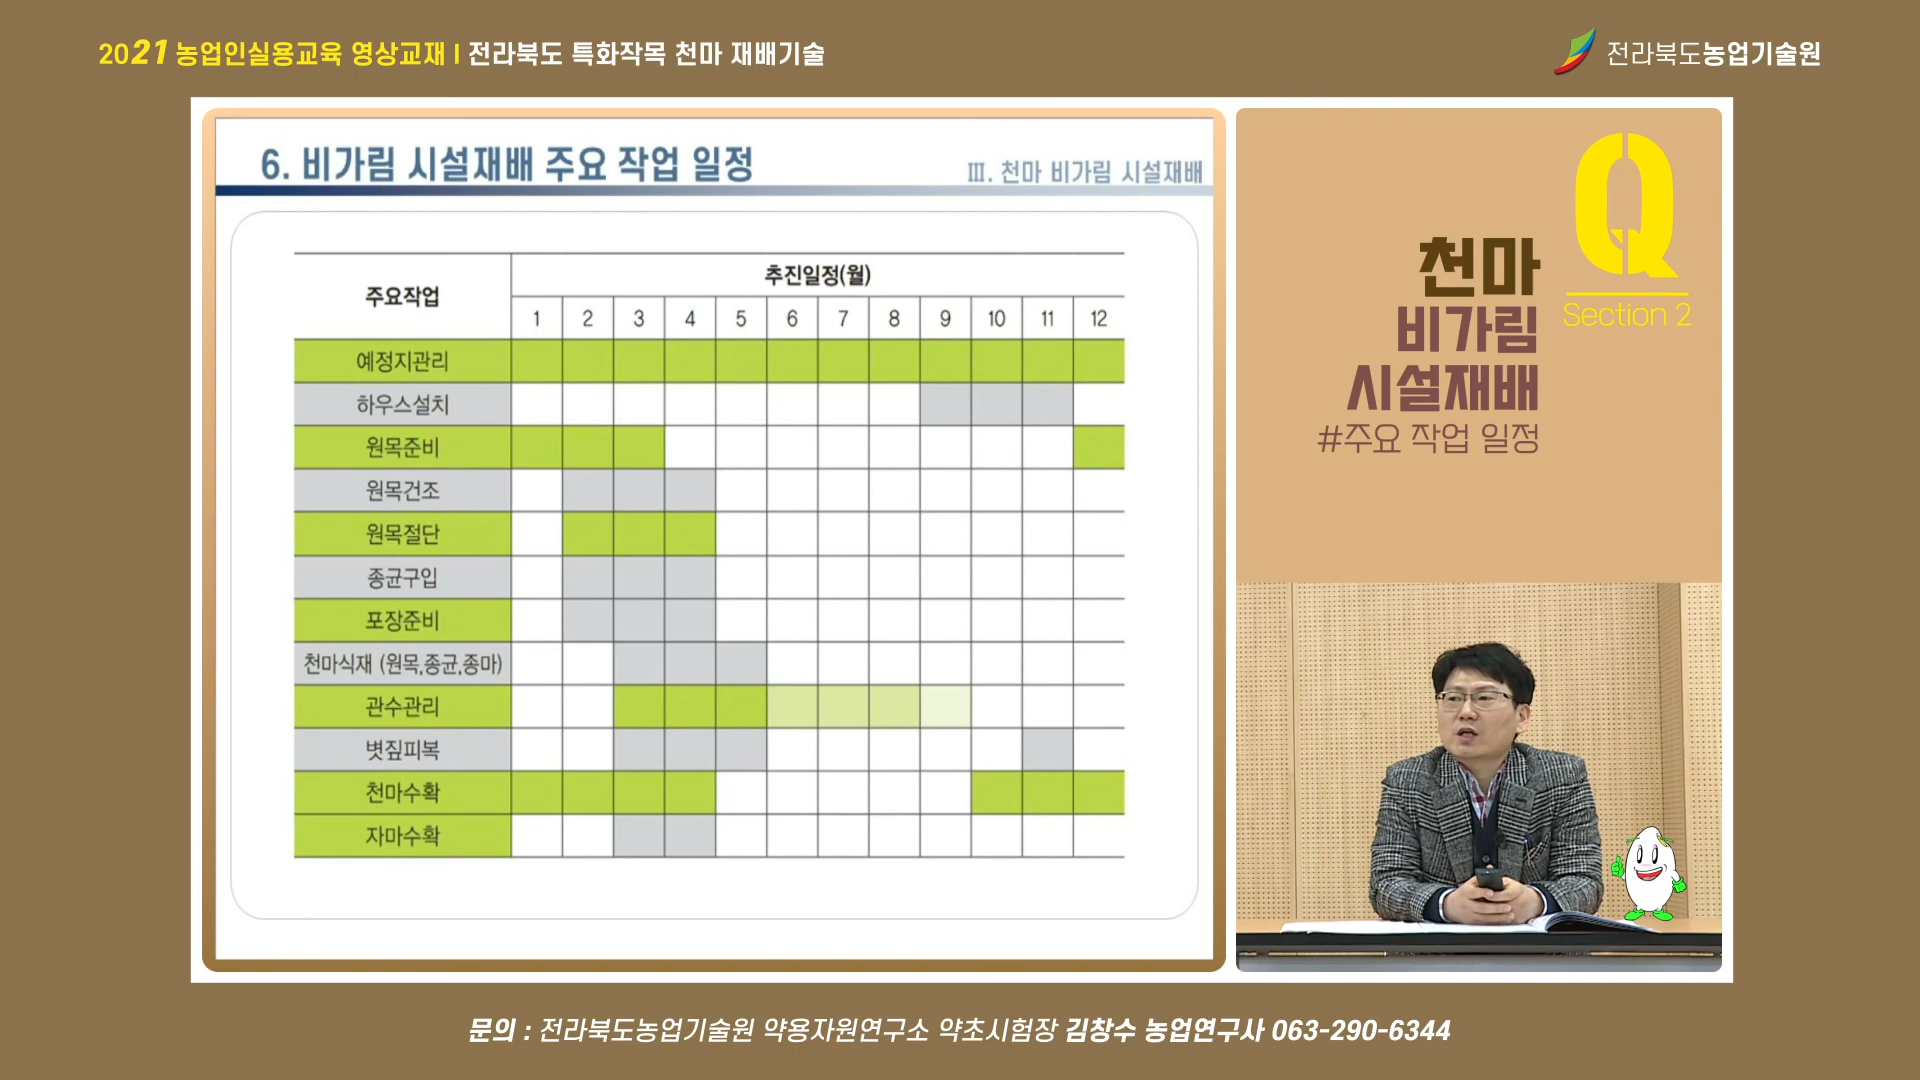 2021 농업인실용교육 영상교재 I 전라북도 특화작목 천마 재배기술
전라북도농업기술원
6. 비가림 시설재배 주요 작업 일정
Ⅲ. 천마 비가림 시설재배
주요작업
추진일정(월)
1 2 3 4 5 6 7 8 9 10 11 12
예정지관리
하우스설치
원목준비
원목건조
원목절단
종균구입
포장준비
천마식재 (원목,종균,종마)
관수관리
볏짚피복
천마수확
자마수확
Q
Section 2
천마
비가림
시설재배
#주요 작업 일정
문의 : 전라북도농업기술원 약용자원연구소 약초시험장 김창수 농업연구사 063-290-6344